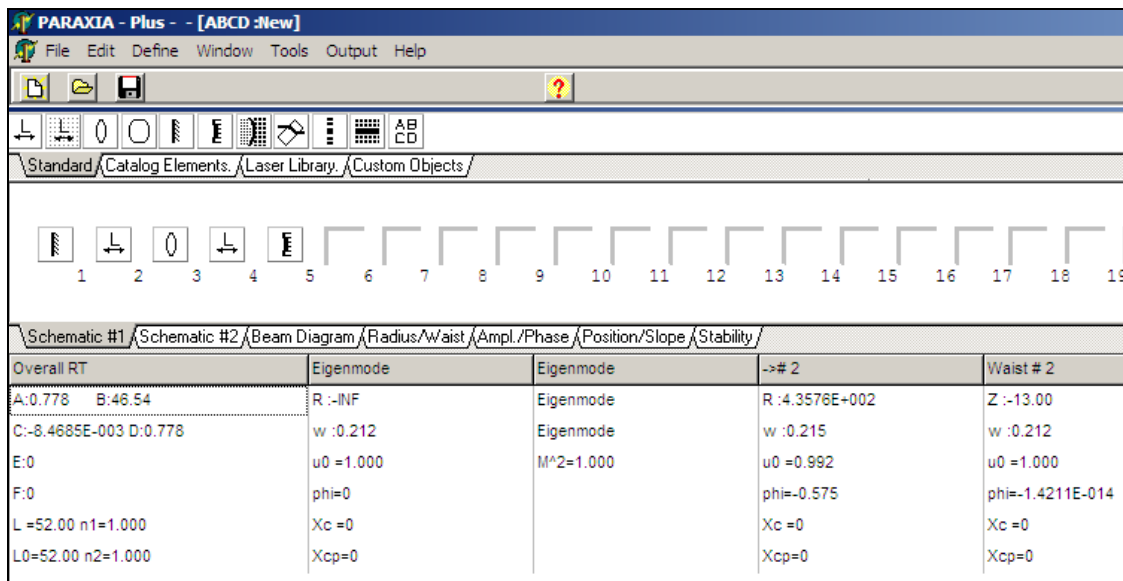 PARAXIA - Plus - - [ABCD :New]
File Edit Define Window Tools Output Help
?
L L AB CD
Standard Catalog Elements. Laser Library. Custom Objects
L L
1 2 3 4 5 6 7 8 9 10 11 12 13 14 15 16 17 18 19
Schematic #1 Schematic #2 Beam Diagram Radius/Waist Ampl./Phase Position/Slope Stability
Overall RT Eigenmode Eigenmode -># 2 Waist # 2
A:0.778 B:46.54 R :-INF Eigenmode R :4.3576E+002 Z :-13.00
C:-8.4685E-003 D:0.778 w :0.212 Eigenmode w :0.215 w :0.212
E:0 u0 =1.000 M^2=1.000 u0 =0.992 u0 =1.000
F:0 phi=0 phi=-0.575 phi=-1.4211E-014
L =52.00 n1=1.000 Xc =0 Xc =0 Xc =0
L0=52.00 n2=1.000 Xcp=0 Xcp=0 Xcp=0